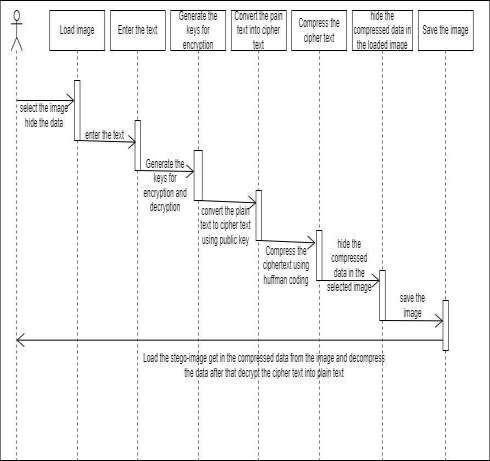 Load image
Enter the text
Generate the
keys for
encryption
Convert the pain
text into cipher
text
Compress the
cipher text
hide the
compressed data in
the loaded image
Save the image
select the image
hide the data
enter the text
Generate the
keys for
encryption and
decryption
convert the plain
text to cipher text
using public key
Compress the
ciphertext using
huffman coding
hide the
compressed
data in the
selected image
save the
image
Load the stego-image get in the compressed data from the image and decompress
the data after that decrypt the cipher text into plain text